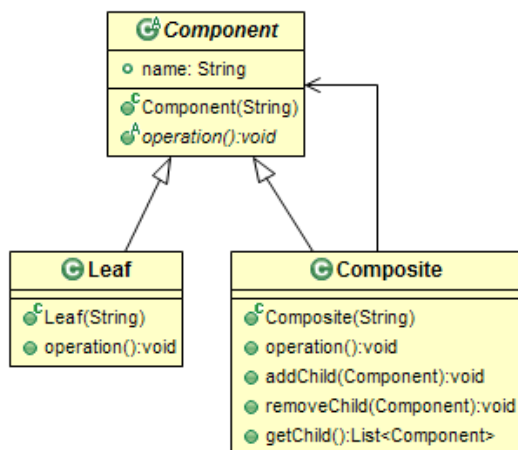 Component
name: String
Component(String)
operation():void
Leaf
Leaf(String)
operation():void
Composite
Composite(String)
operation():void
addChild(Component):void
removeChild(Component):void
getChild():List<Component>